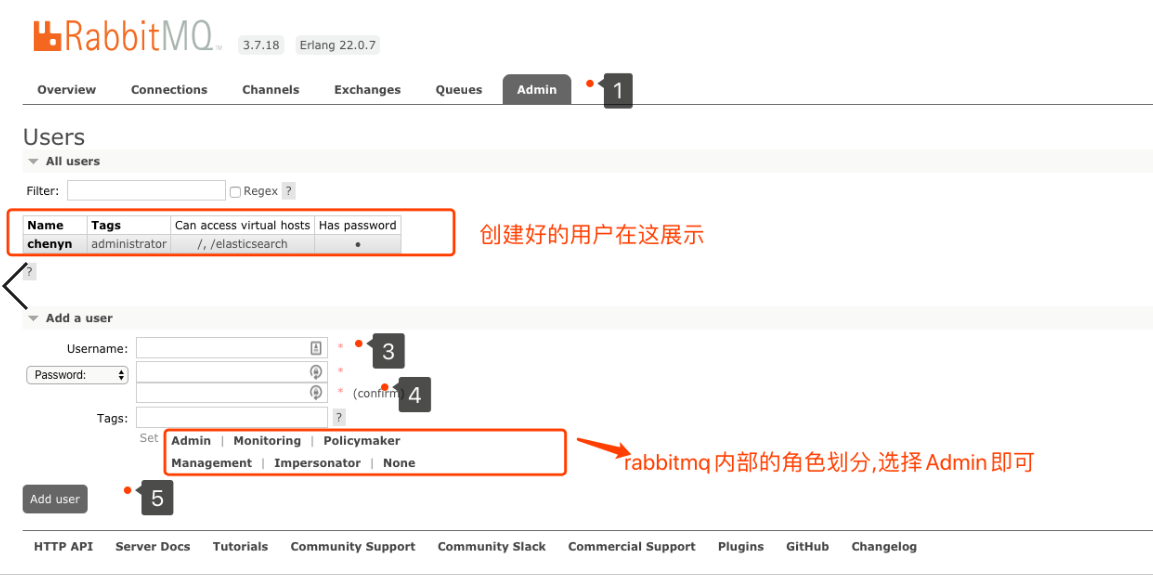 RabbitMQ™ 3.7.18 Erlang 22.0.7
Overview Connections Channels Exchanges Queues Admin 1
Users
All users
Filter: Regex ?
Name Tags Can access virtual hosts Has password
chenyn administrator /, /elasticsearch •
创建好的用户在这展示
?
Add a user
Username: * 3
Password: *
* (confirm) 4
Tags: ?
Set Admin | Monitoring | Policymaker
Management | Impersonator | None
rabbitmq内部的角色划分,选择Admin即可
Add user 5
HTTP API Server Docs Tutorials Community Support Community Slack Commercial Support Plugins GitHub Changelog